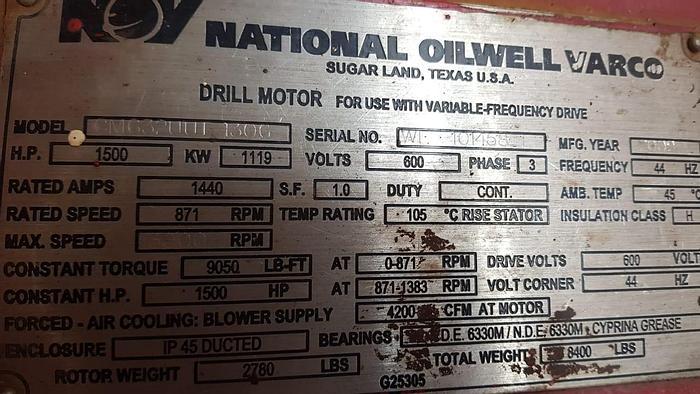 NOV NATIONAL OILWELL VARCO
SUGAR LAND, TEXAS U.S.A.
DRILL MOTOR FOR USE WITH VARIABLE-FREQUENCY DRIVE
MODEL SERIAL NO. MFG. YEAR
H.P. 1500 KW 1119 VOLTS 600 PHASE 3 FREQUENCY 44 HZ
RATED AMPS 1440 S.F. 1.0 DUTY CONT. AMB. TEMP 45 °C
RATED SPEED 871 RPM TEMP RATING 105 °C RISE STATOR INSULATION CLASS H
MAX. SPEED RPM
CONSTANT TORQUE 9050 LB-FT AT 0-871 RPM DRIVE VOLTS 600 VOLT
CONSTANT H.P. 1500 HP AT 871-1383 RPM VOLT CORNER 44 HZ
FORCED - AIR COOLING: BLOWER SUPPLY 4200 CFM AT MOTOR
ENCLOSURE IP 45 DUCTED BEARINGS D.E. 6330M / N.D.E. 6330M - CYPRINA GREASE
ROTOR WEIGHT 2780 LBS TOTAL WEIGHT 8400 LBS
G25305